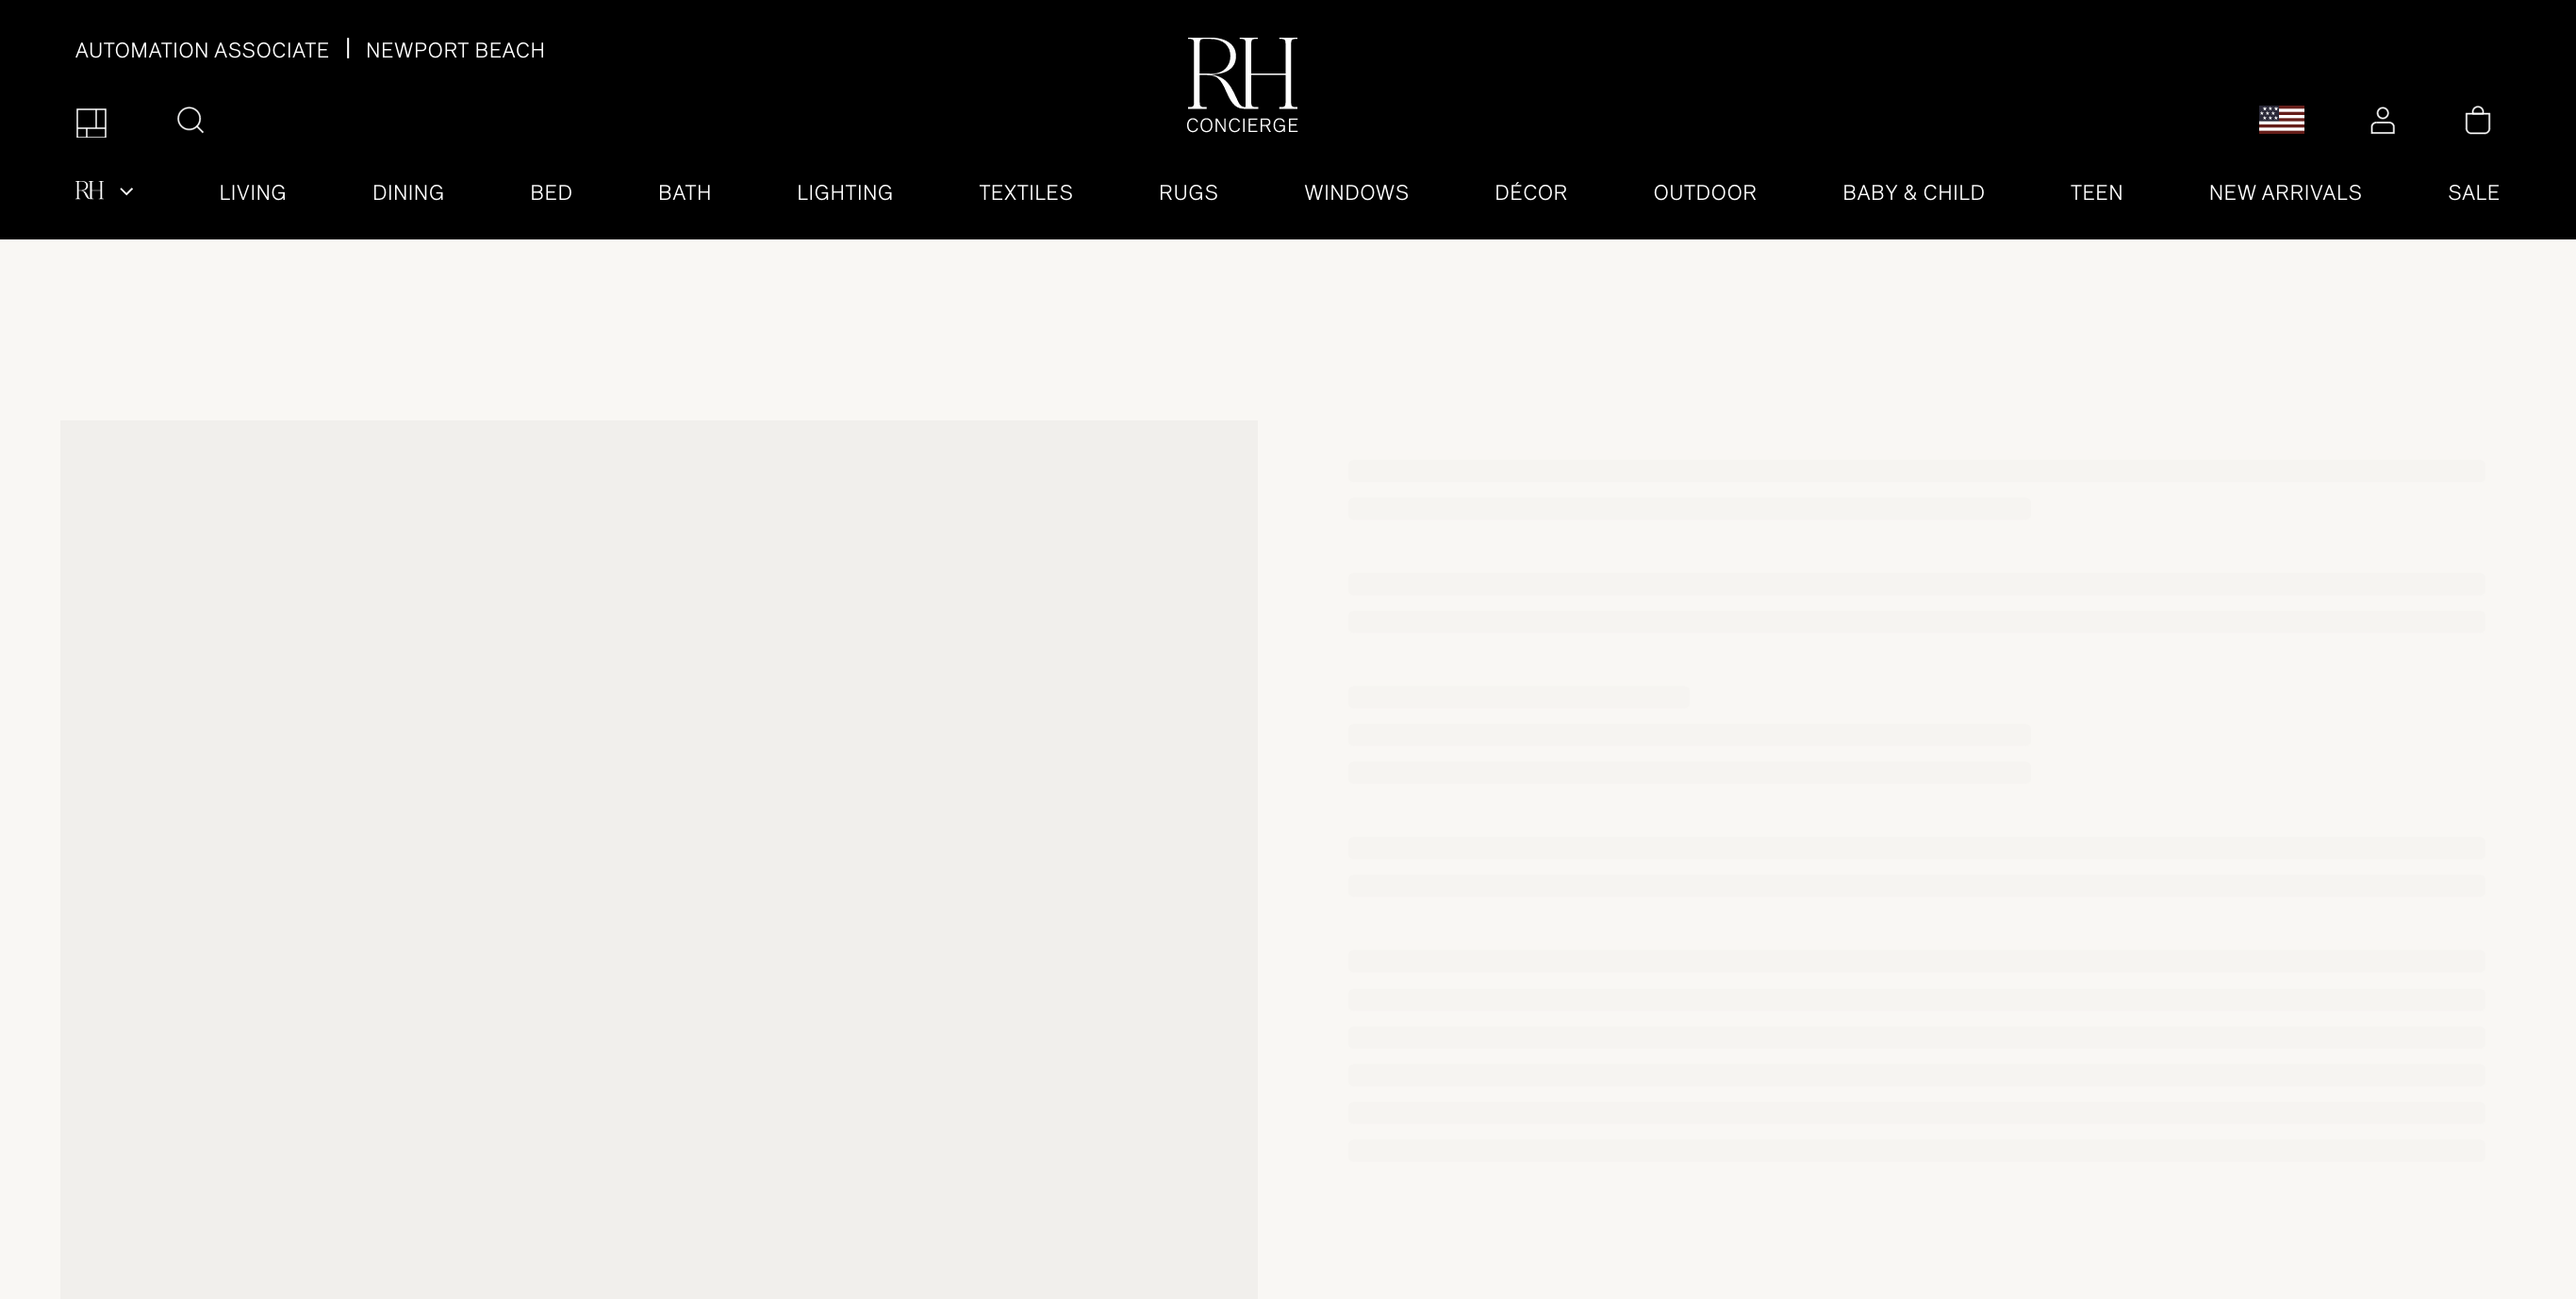 AUTOMATION ASSOCIATE | NEWPORT BEACH
RH
CONCIERGE
RH LIVING DINING BED BATH LIGHTING TEXTILES RUGS WINDOWS DÉCOR OUTDOOR BABY & CHILD TEEN NEW ARRIVALS SALE